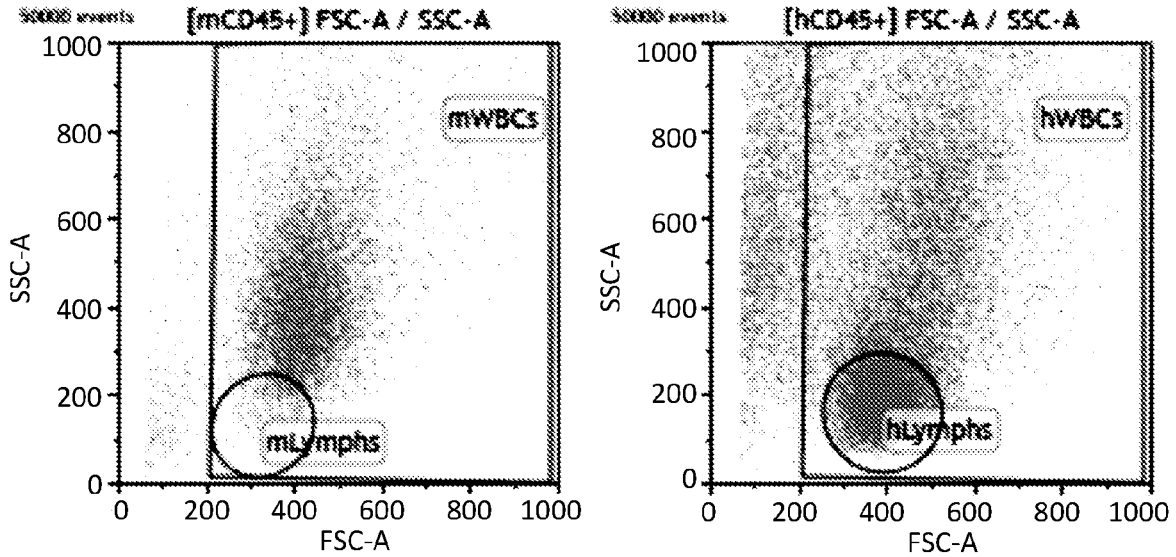 50000 events
[mCD45+] FSC-A / SSC-A
1000
800
600
400
200
0
SSC-A
mWBCs
mLymphs
0 200 400 600 800 1000
FSC-A
50000 events
[hCD45+] FSC-A / SSC-A
1000
800
600
400
200
0
SSC-A
hWBCs
hLymphs
0 200 400 600 800 1000
FSC-A